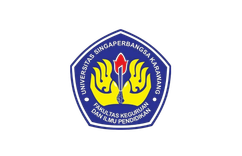 UNIVERSITAS SINGAPERBANGSA KARAWANG
FAKULTAS KEGURUAN
DAN ILMU PENDIDIKAN